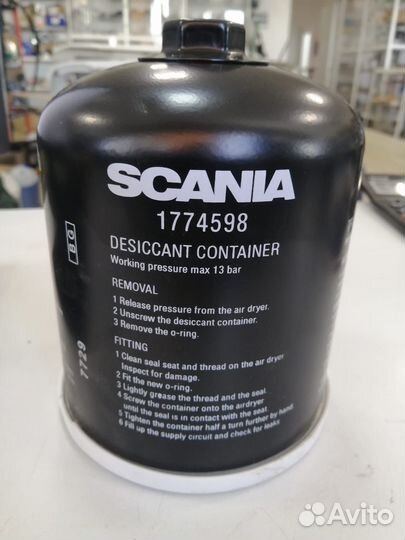 SCANIA
1774598
DESICCANT CONTAINER
Working pressure max 13 bar
REMOVAL
1 Release pressure from the air dryer.
2 Unscrew the desiccant container.
3 Remove the o-ring.
FITTING
1 Clean seal seat and thread on the air dryer
Inspect for damage.
2 Fit the new o-ring.
3 Lightly grease the thread and the seal.
4 Screw the container onto the airdryer
until the seal is in contact with the seat.
5 Tighten the container half a turn further by hand.
6 Fill up the supply circuit and check for leaks
BG
7729
Avito